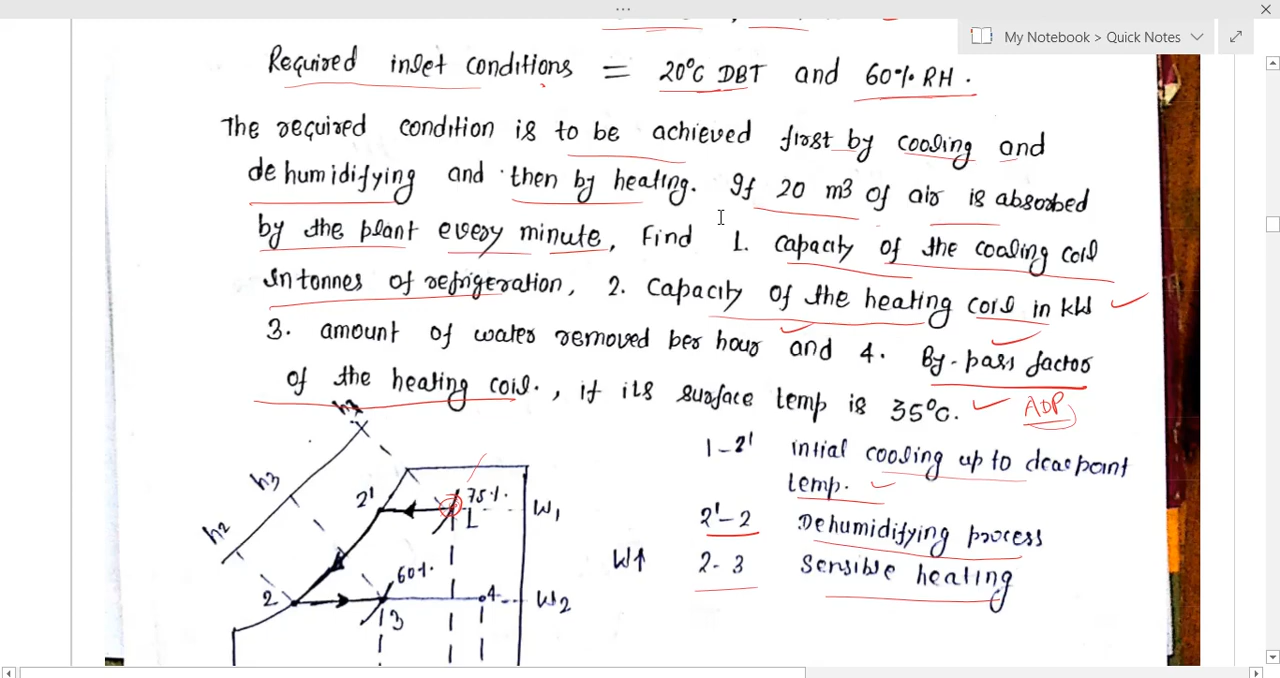 My Notebook > Quick Notes
Required inlet conditions = 20°C DBT and 60% RH.
The required condition is to be achieved first by cooling and
dehumidifying and then by heating. If 20 m3 of air is absorbed
by the plant every minute, Find 1. capacity of the cooling coil
in tonnes of refrigeration, 2. capacity of the heating coil in kW
3. amount of water removed per hour and 4. By-pass factor
of the heating coil., if its surface temp is 35°C.
ADP
1-2' intial cooling up to dew point
temp.
2'-2 Dehumidifying process
2-3 sensible heating
h3
h2
2'
75%.
1
W1
W↑
60%.
2
3
4
W2